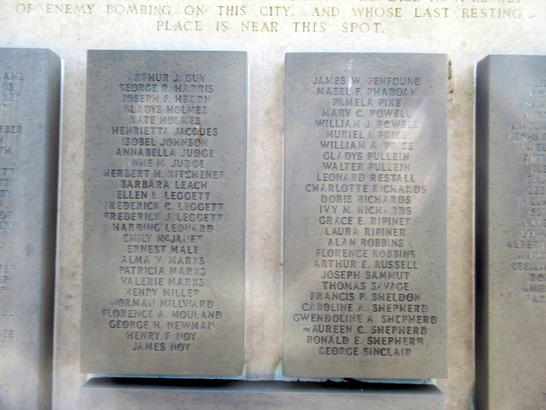 OF ENEMY BOMBING ON THIS CITY, AND WHOSE LAST RESTING
PLACE IS NEAR THIS SPOT.
ARTHUR J. GUY
GEORGE R. HARRIS
JOSEPH F. HEARN
GLADYS HOLMES
KATE HOLMES
HENRIETTA JACQUES
ISOBEL JOHNSON
ANNABELLA JUDGE
ANNE M. JUDGE
HERBERT H. KITCHENER
BARBARA LEACH
ELLEN L. LEGGETT
FREDERICK C. LEGGETT
FREDERICK J. LEGGETT
HARDING LEONARD
EMILY McJANET
ERNEST MALE
ALMA V. MARKS
PATRICIA MARKS
VALERIE MARKS
HENRY MILLER
NORMAN MILLWARD
FLORENCE A. MOULAND
GEORGE H. NEWMAN
HENRY F. NOY
JAMES NOY
JAMES W. PENFOUND
MABEL F. PHAROAH
PAMELA PIKE
MARY C. POWELL
WILLIAM J. POWELL
MURIEL L. PRICE
WILLIAM A. PRICE
GLADYS PULLEIN
WALTER PULLEIN
LEONARD RESTALL
CHARLOTTE RICHARDS
DORIS RICHARDS
IVY M. RICHARDS
GRACE E. RIPINER
LAURA RIPINER
ALAN ROBBINS
FLORENCE ROBBINS
ARTHUR E. RUSSELL
JOSEPH SAMMUT
THOMAS SAVAGE
FRANCIS P. SHELDON
CAROLINE A. SHEPHERD
GWENDOLINE A. SHEPHERD
MAUREEN C. SHEPHERD
RONALD E. SHEPHERD
GEORGE SINCLAIR